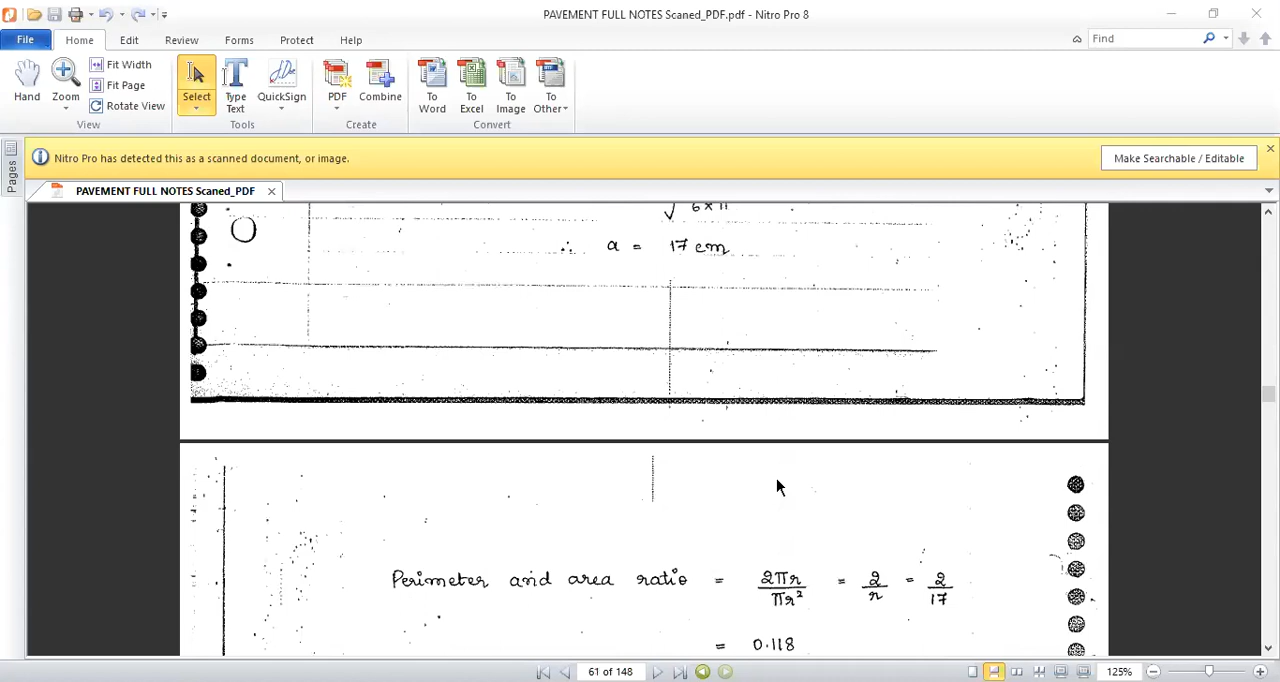 PAVEMENT FULL NOTES Scaned_PDF.pdf - Nitro Pro 8
File Home Edit Review Forms Protect Help Find
Hand Zoom Fit Width Fit Page Rotate View Select Type Text QuickSign PDF Combine To Word To Excel To Image To Other
View Tools Create Convert
Nitro Pro has detected this as a scanned document, or image. Make Searchable / Editable
Pages
PAVEMENT FULL NOTES Scaned_PDF
√ 6 × π
∴ a = 17 cm
Perimeter and area ratio = 2πr / πr² = 2 / r = 2 / 17
= 0.118
61 of 148 125%